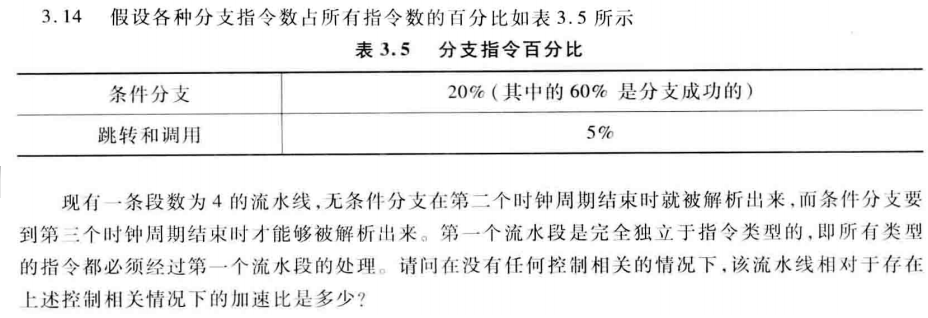 3.14 假设各种分支指令数占所有指令数的百分比如表 3.5 所示
表 3.5 分支指令百分比
条件分支 20% (其中的 60% 是分支成功的)
跳转和调用 5%
现有一条段数为 4 的流水线,无条件分支在第二个时钟周期结束时就被解析出来,而条件分支要
到第三个时钟周期结束时才能够被解析出来。第一个流水段是完全独立于指令类型的,即所有类型
的指令都必须经过第一个流水段的处理。请问在没有任何控制相关的情况下,该流水线相对于存在
上述控制相关情况下的加速比是多少?